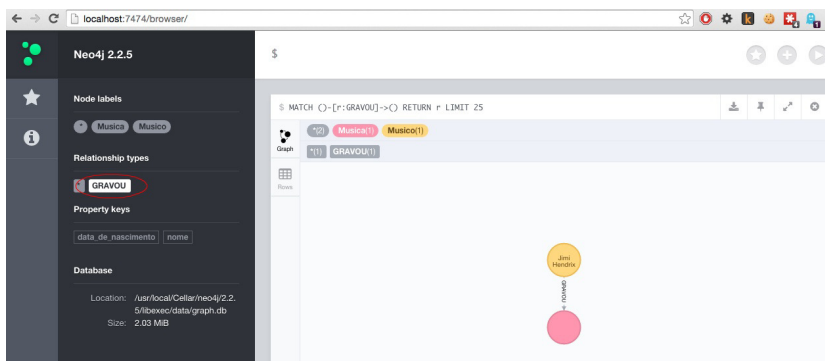 localhost:7474/browser/
Neo4j 2.2.5
$
Node labels
* Musica Musico
Relationship types
* GRAVOU
Property keys
data_de_nascimento nome
Database
Location: /usr/local/Cellar/neo4j/2.2.
5/libexec/data/graph.db
Size: 2.03 MiB
$ MATCH ()-[r:GRAVOU]->() RETURN r LIMIT 25
Graph
*(2) Musica(1) Musico(1)
*(1) GRAVOU(1)
Rows
Jimi
Hendrix
GRAVOU